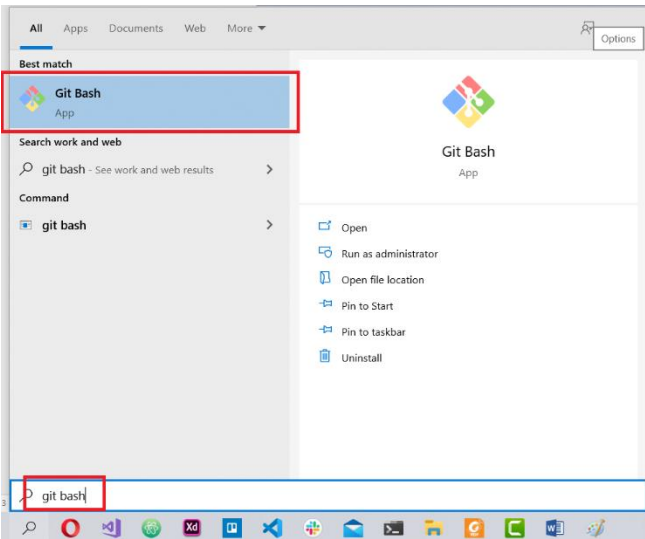 All Apps Documents Web More
Options
Best match
Git Bash
App
Search work and web
git bash - See work and web results
Command
git bash
Git Bash
App
Open
Run as administrator
Open file location
Pin to Start
Pin to taskbar
Uninstall
3
git bash
Xd
W